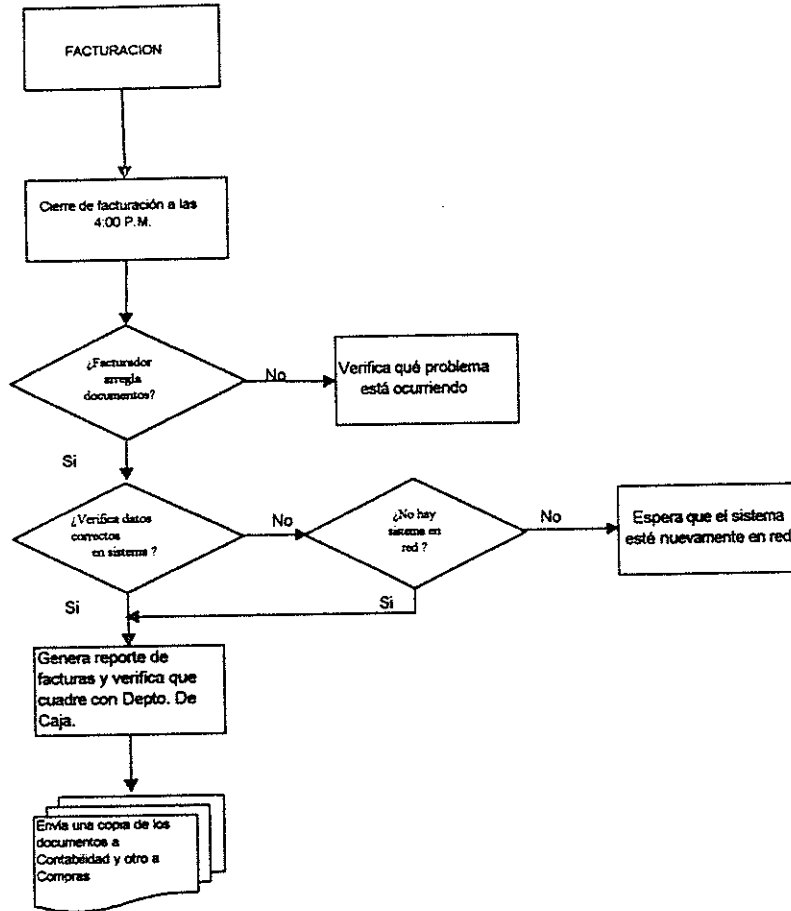 FACTURACION
Cierre de facturación a las
4:00 P.M.
¿Facturador
arregla
documentos?
No
Verifica qué problema
está ocurriendo
Si
¿Verifica datos
correctos
en sistema ?
No
¿No hay
sistema en
red ?
No
Espera que el sistema
esté nuevamente en red
Si
Si
Genera reporte de
facturas y verifica que
cuadre con Depto. De
Caja.
Envía una copia de los
documentos a
Contabilidad y otro a
Compras